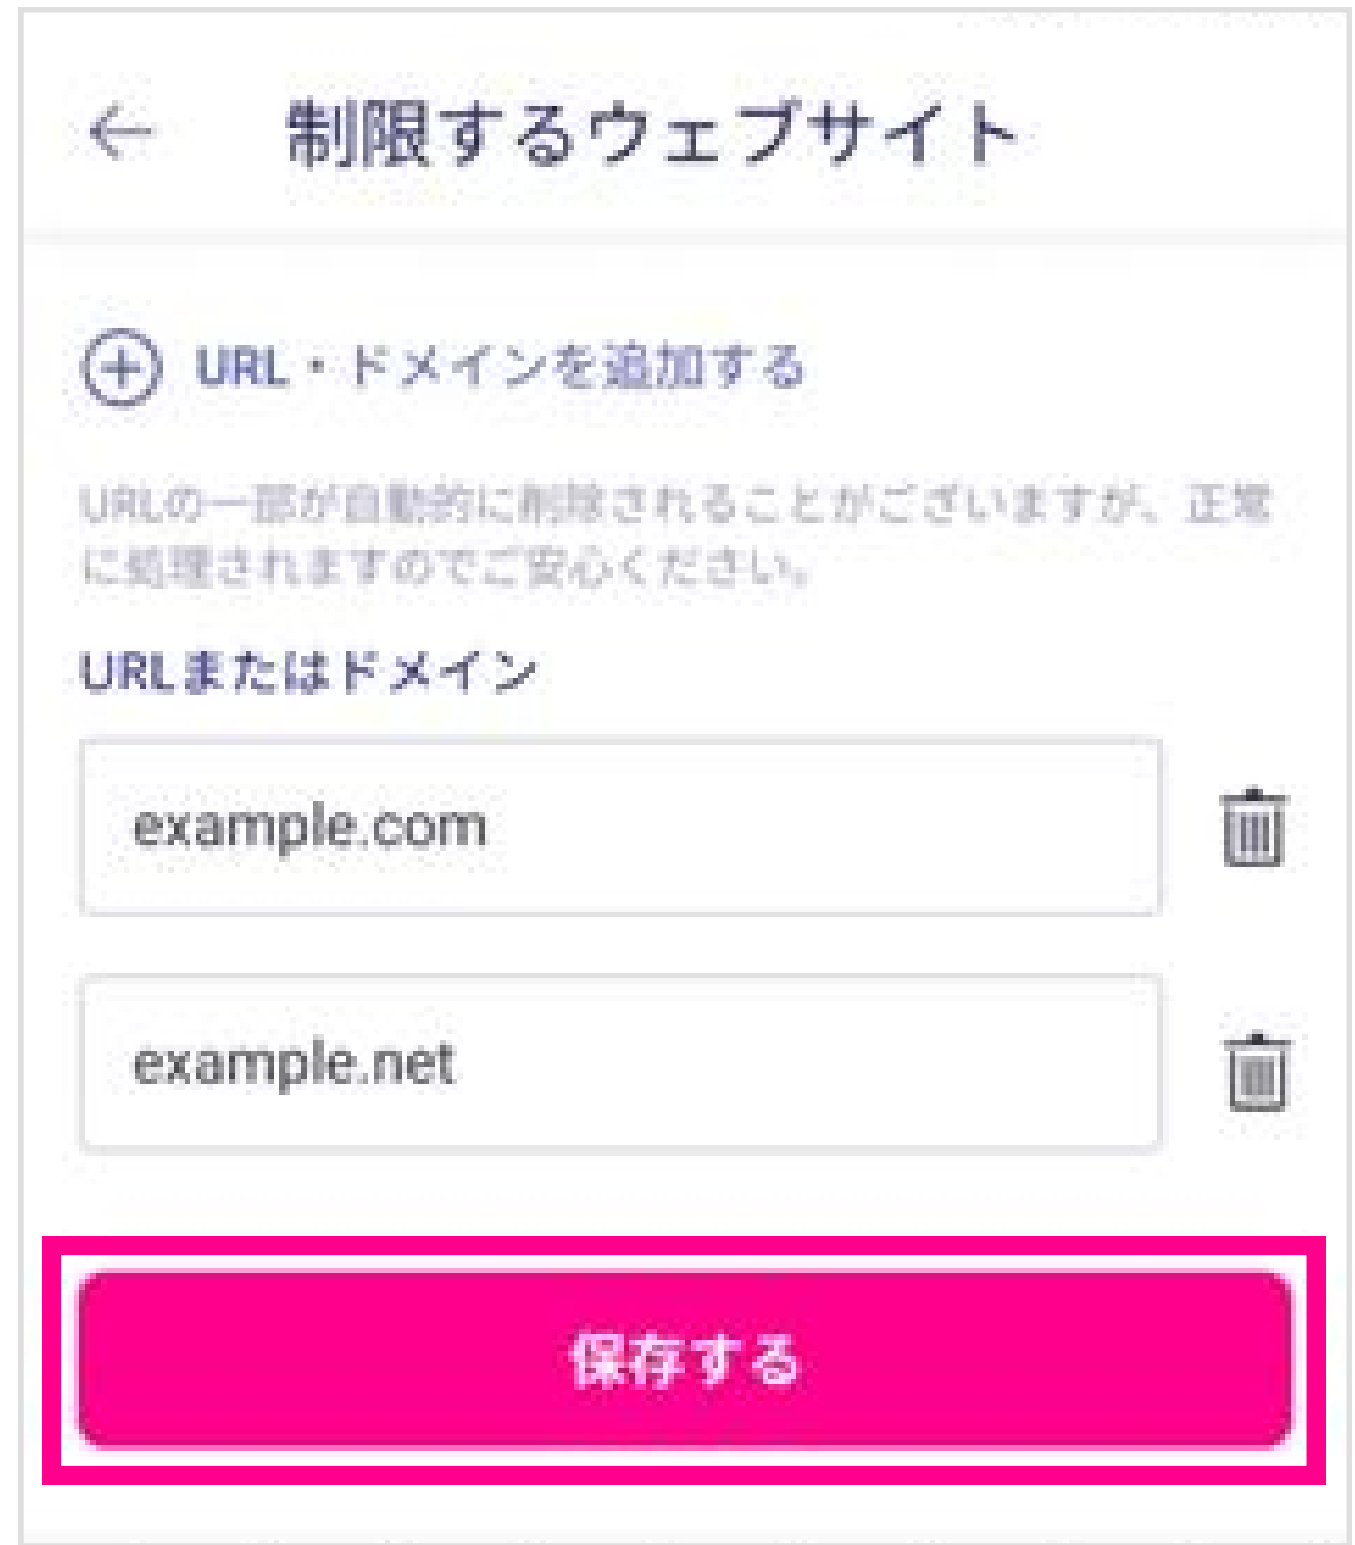 制限するウェブサイト
URL・ドメインを追加する
URLの一部が自動的に削除されることがございますが、正常
に処理されますのでご安心ください。
URLまたはドメイン
example.com
example.net
保存する